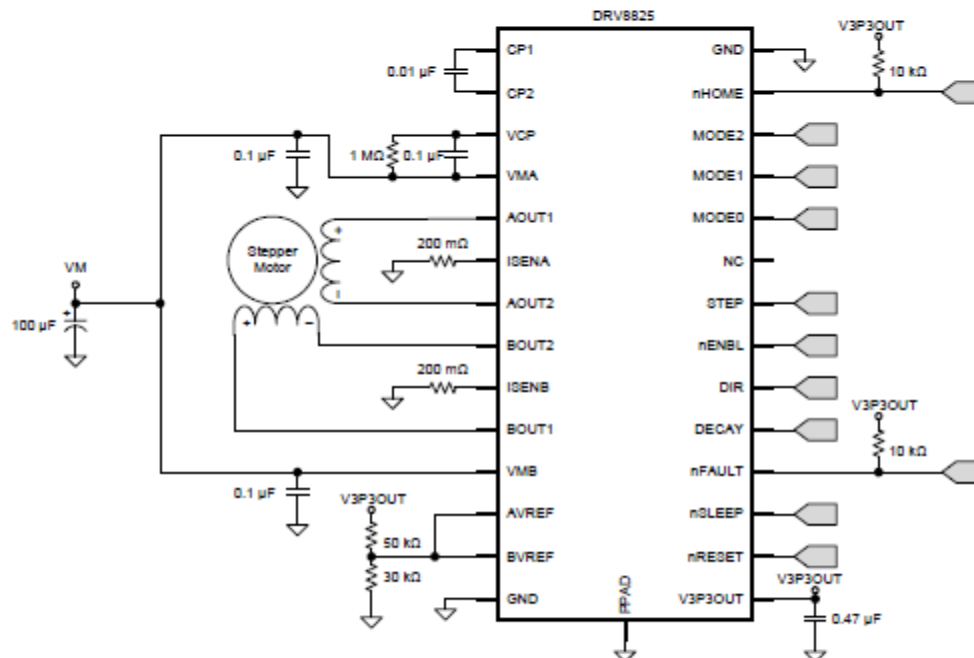 DRV8825
CP1
0.01 µF
CP2
VCP
0.1 µF
1 MΩ
0.1 µF
VMA
AOUT1
+
Stepper
Motor
200 mΩ
ISENA
–
AOUT2
+
–
BOUT2
VM
+
100 µF
200 mΩ
ISENB
BOUT1
VMB
0.1 µF
V3P3OUT
AVREF
50 kΩ
BVREF
30 kΩ
GND
PPAD
GND
V3P3OUT
10 kΩ
nHOME
MODE2
MODE1
MODE0
NC
STEP
nENBL
DIR
V3P3OUT
DECAY
10 kΩ
nFAULT
nSLEEP
nRESET
V3P3OUT
V3P3OUT
0.47 µF